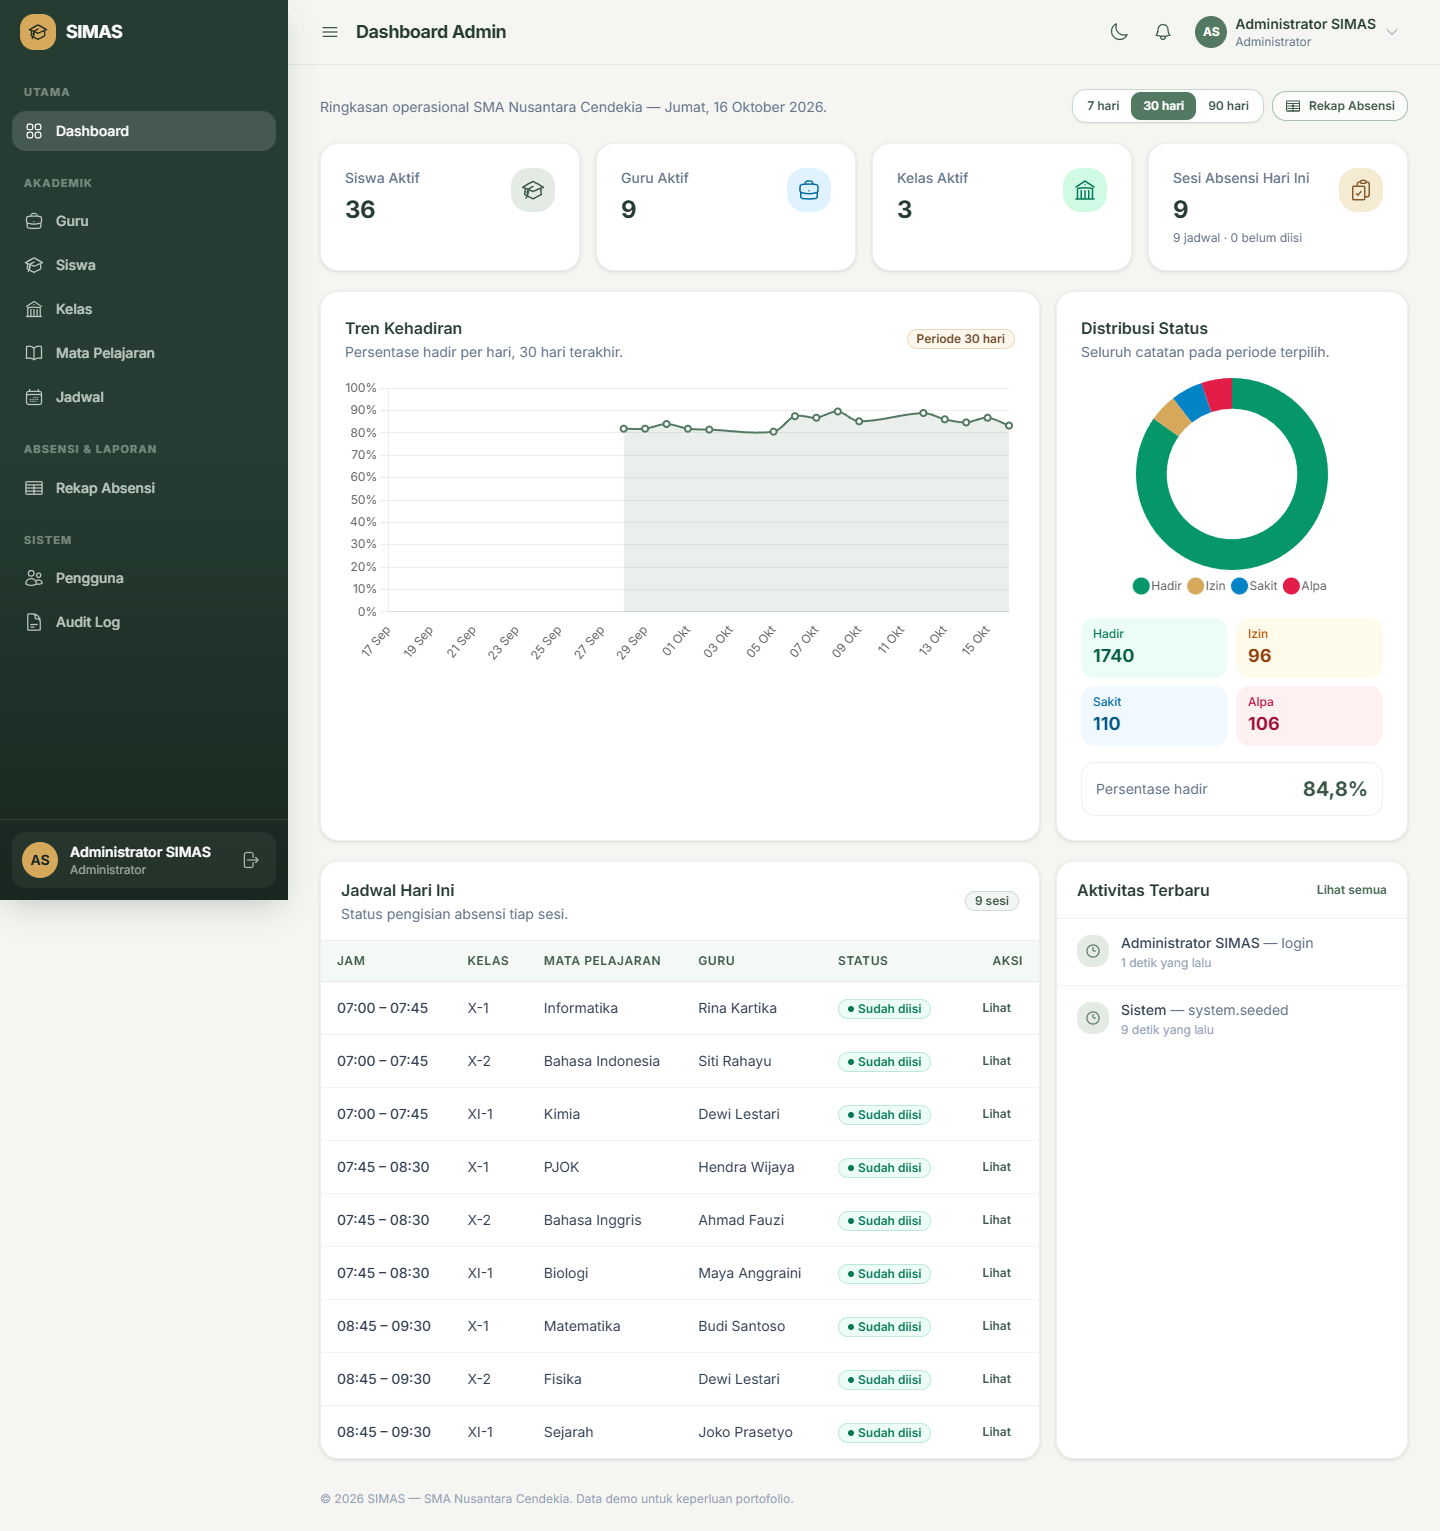 SIMAS
UTAMA
Dashboard
AKADEMIK
Guru
Siswa
Kelas
Mata Pelajaran
Jadwal
ABSENSI & LAPORAN
Rekap Absensi
SISTEM
Pengguna
Audit Log
AS
Administrator SIMAS
Administrator
Dashboard Admin
AS
Administrator SIMAS
Administrator
Ringkasan operasional SMA Nusantara Cendekia — Jumat, 16 Oktober 2026.
7 hari
30 hari
90 hari
Rekap Absensi
Siswa Aktif
36
Guru Aktif
9
Kelas Aktif
3
Sesi Absensi Hari Ini
9
9 jadwal · 0 belum diisi
Tren Kehadiran
Persentase hadir per hari, 30 hari terakhir.
Periode 30 hari
100%
90%
80%
70%
60%
50%
40%
30%
20%
10%
0%
17 Sep
19 Sep
21 Sep
23 Sep
25 Sep
27 Sep
29 Sep
01 Okt
03 Okt
05 Okt
07 Okt
09 Okt
11 Okt
13 Okt
15 Okt
Distribusi Status
Seluruh catatan pada periode terpilih.
Hadir Izin Sakit Alpa
Hadir
1740
Izin
96
Sakit
110
Alpa
106
Persentase hadir 84,8%
Jadwal Hari Ini
Status pengisian absensi tiap sesi.
9 sesi
JAM KELAS MATA PELAJARAN GURU STATUS AKSI
07:00 – 07:45 X-1 Informatika Rina Kartika Sudah diisi Lihat
07:00 – 07:45 X-2 Bahasa Indonesia Siti Rahayu Sudah diisi Lihat
07:00 – 07:45 XI-1 Kimia Dewi Lestari Sudah diisi Lihat
07:45 – 08:30 X-1 PJOK Hendra Wijaya Sudah diisi Lihat
07:45 – 08:30 X-2 Bahasa Inggris Ahmad Fauzi Sudah diisi Lihat
07:45 – 08:30 XI-1 Biologi Maya Anggraini Sudah diisi Lihat
08:45 – 09:30 X-1 Matematika Budi Santoso Sudah diisi Lihat
08:45 – 09:30 X-2 Fisika Dewi Lestari Sudah diisi Lihat
08:45 – 09:30 XI-1 Sejarah Joko Prasetyo Sudah diisi Lihat
Aktivitas Terbaru
Lihat semua
Administrator SIMAS — login
1 detik yang lalu
Sistem — system.seeded
9 detik yang lalu
© 2026 SIMAS — SMA Nusantara Cendekia. Data demo untuk keperluan portofolio.